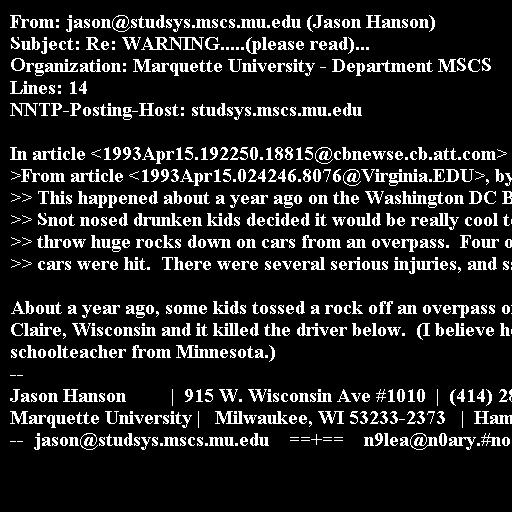 From: jason@studsys.mscs.mu.edu (Jason Hanson)
Subject: Re: WARNING.....(please read)...
Organization: Marquette University - Department MSCS
Lines: 14
NNTP-Posting-Host: studsys.mscs.mu.edu

In article <1993Apr15.192250.18815@cbnewse.cb.att.com>
>From article <1993Apr15.024246.8076@Virginia.EDU>, by
>> This happened about a year ago on the Washington DC
>> Snot nosed drunken kids decided it would be really cool
>> throw huge rocks down on cars from an overpass.  Four
>> cars were hit.  There were several serious injuries, and

About a year ago, some kids tossed a rock off an overpass
Claire, Wisconsin and it killed the driver below.  (I believe
schoolteacher from Minnesota.)
--
Jason Hanson | 915 W. Wisconsin Ave #1010 | (414)
Marquette University | Milwaukee, WI 53233-2373 | Ham
-- jason@studsys.mscs.mu.edu ==+== n9lea@n0ary.#no